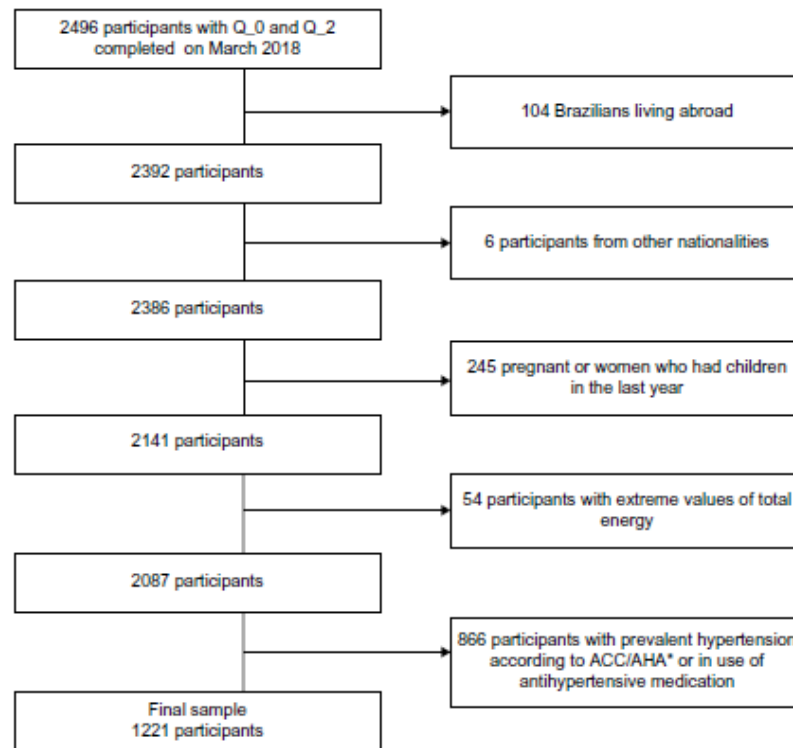 2496 participants with Q_0 and Q_2
completed on March 2018
104 Brazilians living abroad
2392 participants
6 participants from other nationalities
2386 participants
245 pregnant or women who had children
in the last year
2141 participants
54 participants with extreme values of total
energy
2087 participants
866 participants with prevalent hypertension
according to ACC/AHA* or in use of
antihypertensive medication
Final sample
1221 participants